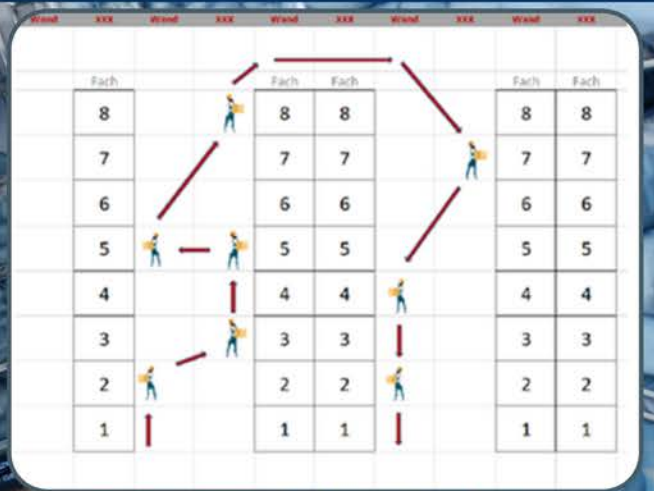 Wand XXX Wand XXX Wand XXX Wand XXX Wand XXX
Fach Fach Fach Fach Fach
8 8 8 8 8
7 7 7 7 7
6 6 6 6 6
5 5 5 5 5
4 4 4 4 4
3 3 3 3 3
2 2 2 2 2
1 1 1 1 1